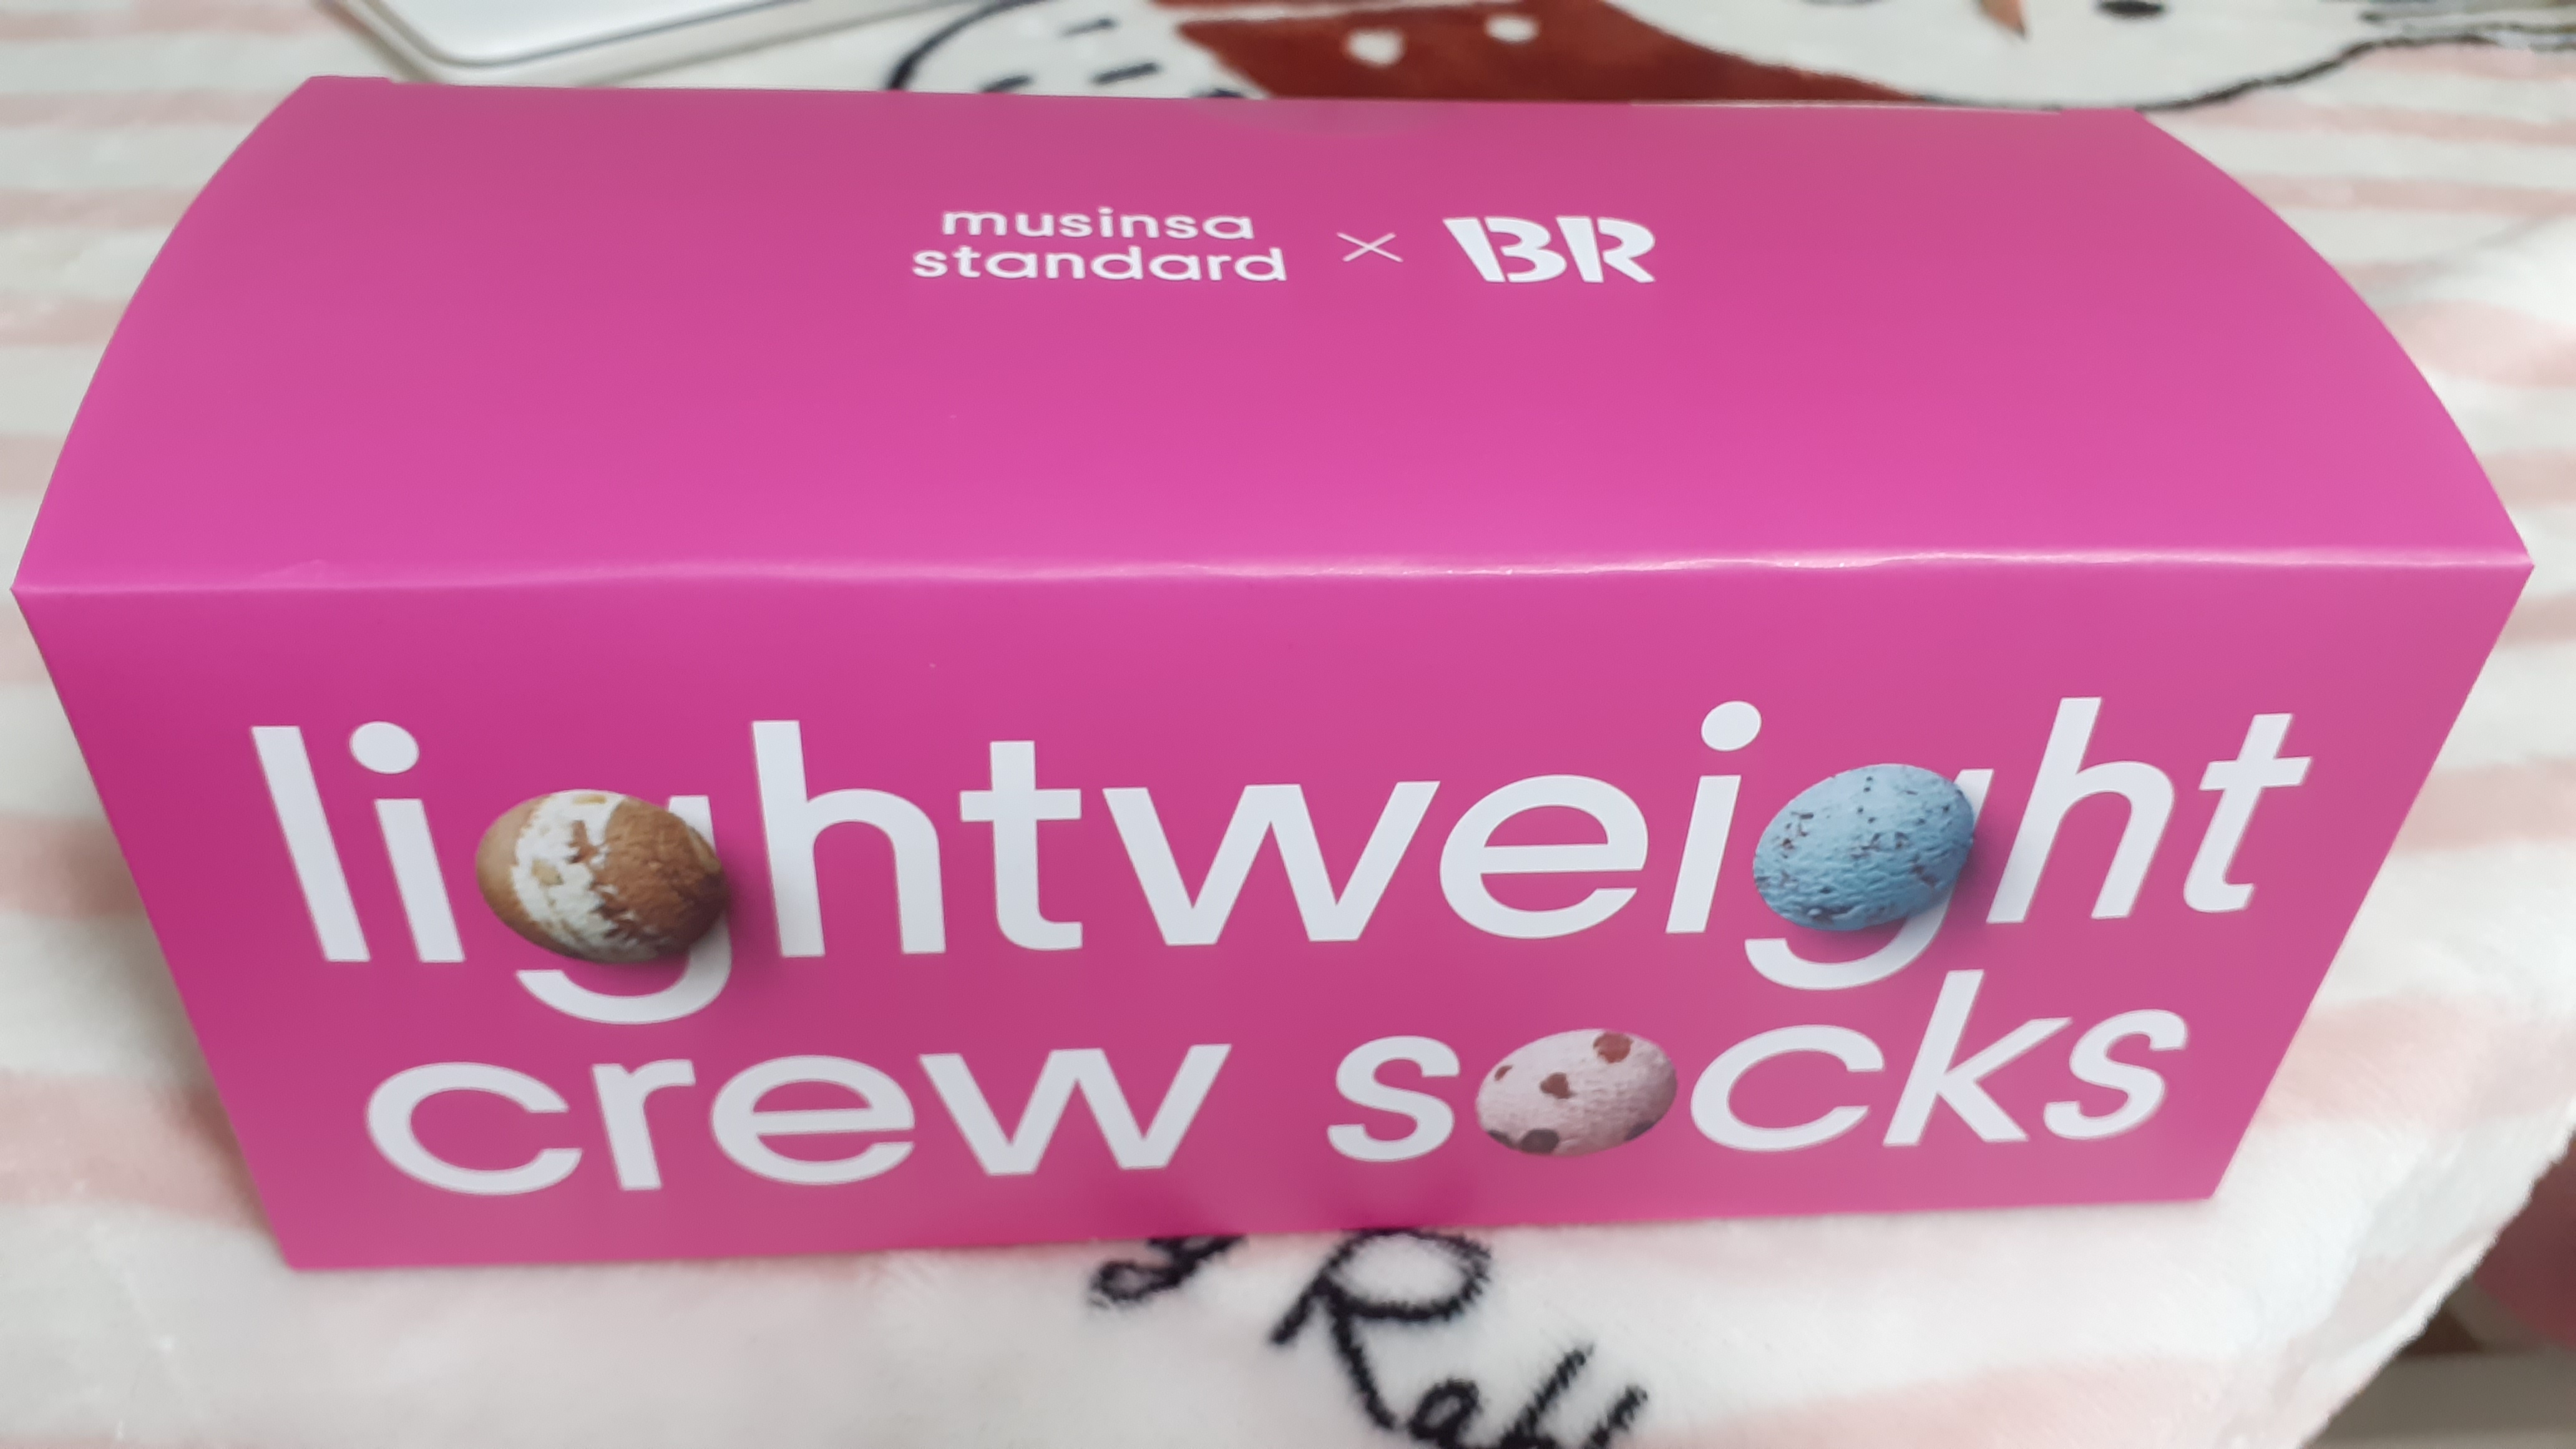 musinsa
standard × BR
lightweight
crew socks